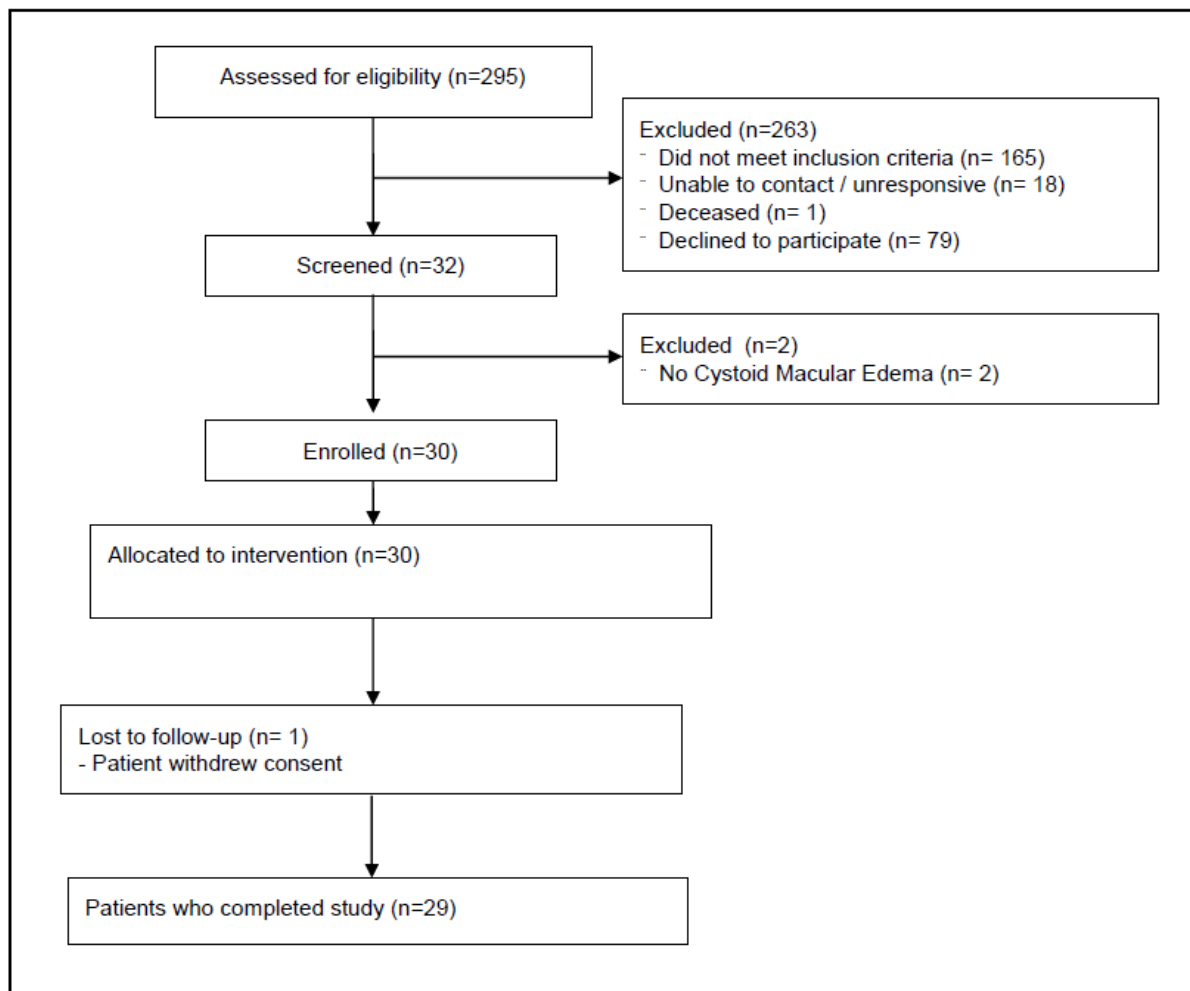 Assessed for eligibility (n=295)
Excluded (n=263)
- Did not meet inclusion criteria (n= 165)
- Unable to contact / unresponsive (n= 18)
- Deceased (n= 1)
- Declined to participate (n= 79)
Screened (n=32)
Excluded (n=2)
- No Cystoid Macular Edema (n= 2)
Enrolled (n=30)
Allocated to intervention (n=30)
Lost to follow-up (n= 1)
- Patient withdrew consent
Patients who completed study (n=29)